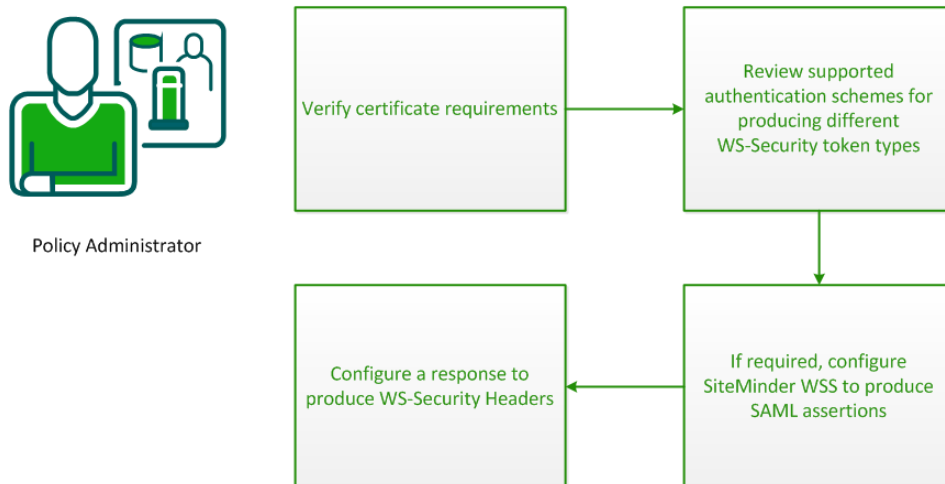 Policy Administrator
Verify certificate requirements
Review supported
authentication schemes for
producing different
WS-Security token types
If required, configure
SiteMinder WSS to produce
SAML assertions
Configure a response to
produce WS-Security Headers